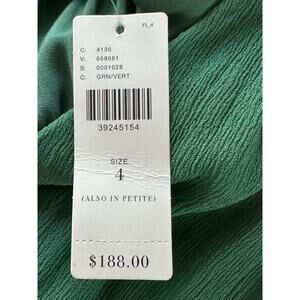 FL_4
C: 4130
V: 058081
S: 0001028
C: GRN/VERT
39245154
SIZE
4
(ALSO IN PETITE)
$188.00